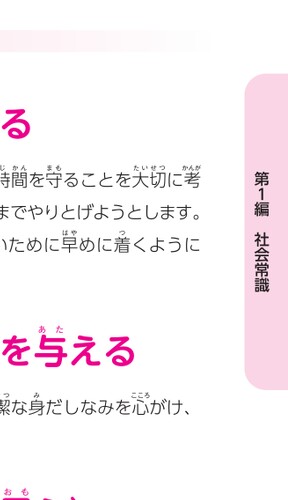 る
時間を守ることを大切に考
までやりとげようとします。
いために早めに着くように
を与える
潔な身だしなみを心がけ、
第1編 社会常識